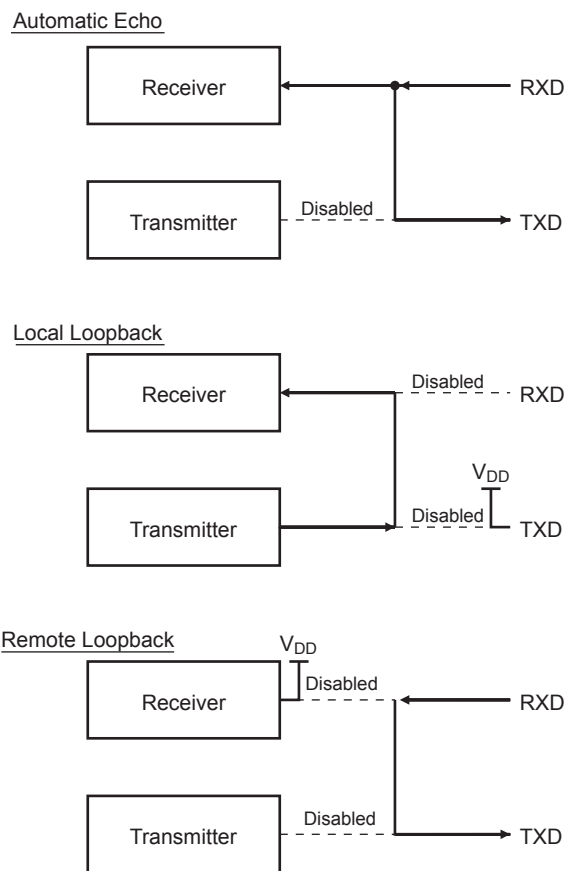 Automatic Echo
Receiver
RXD
Transmitter
Disabled
TXD
Local Loopback
Receiver
Disabled
RXD
VDD
Transmitter
Disabled
TXD
Remote Loopback
VDD
Receiver
Disabled
RXD
Transmitter
Disabled
TXD